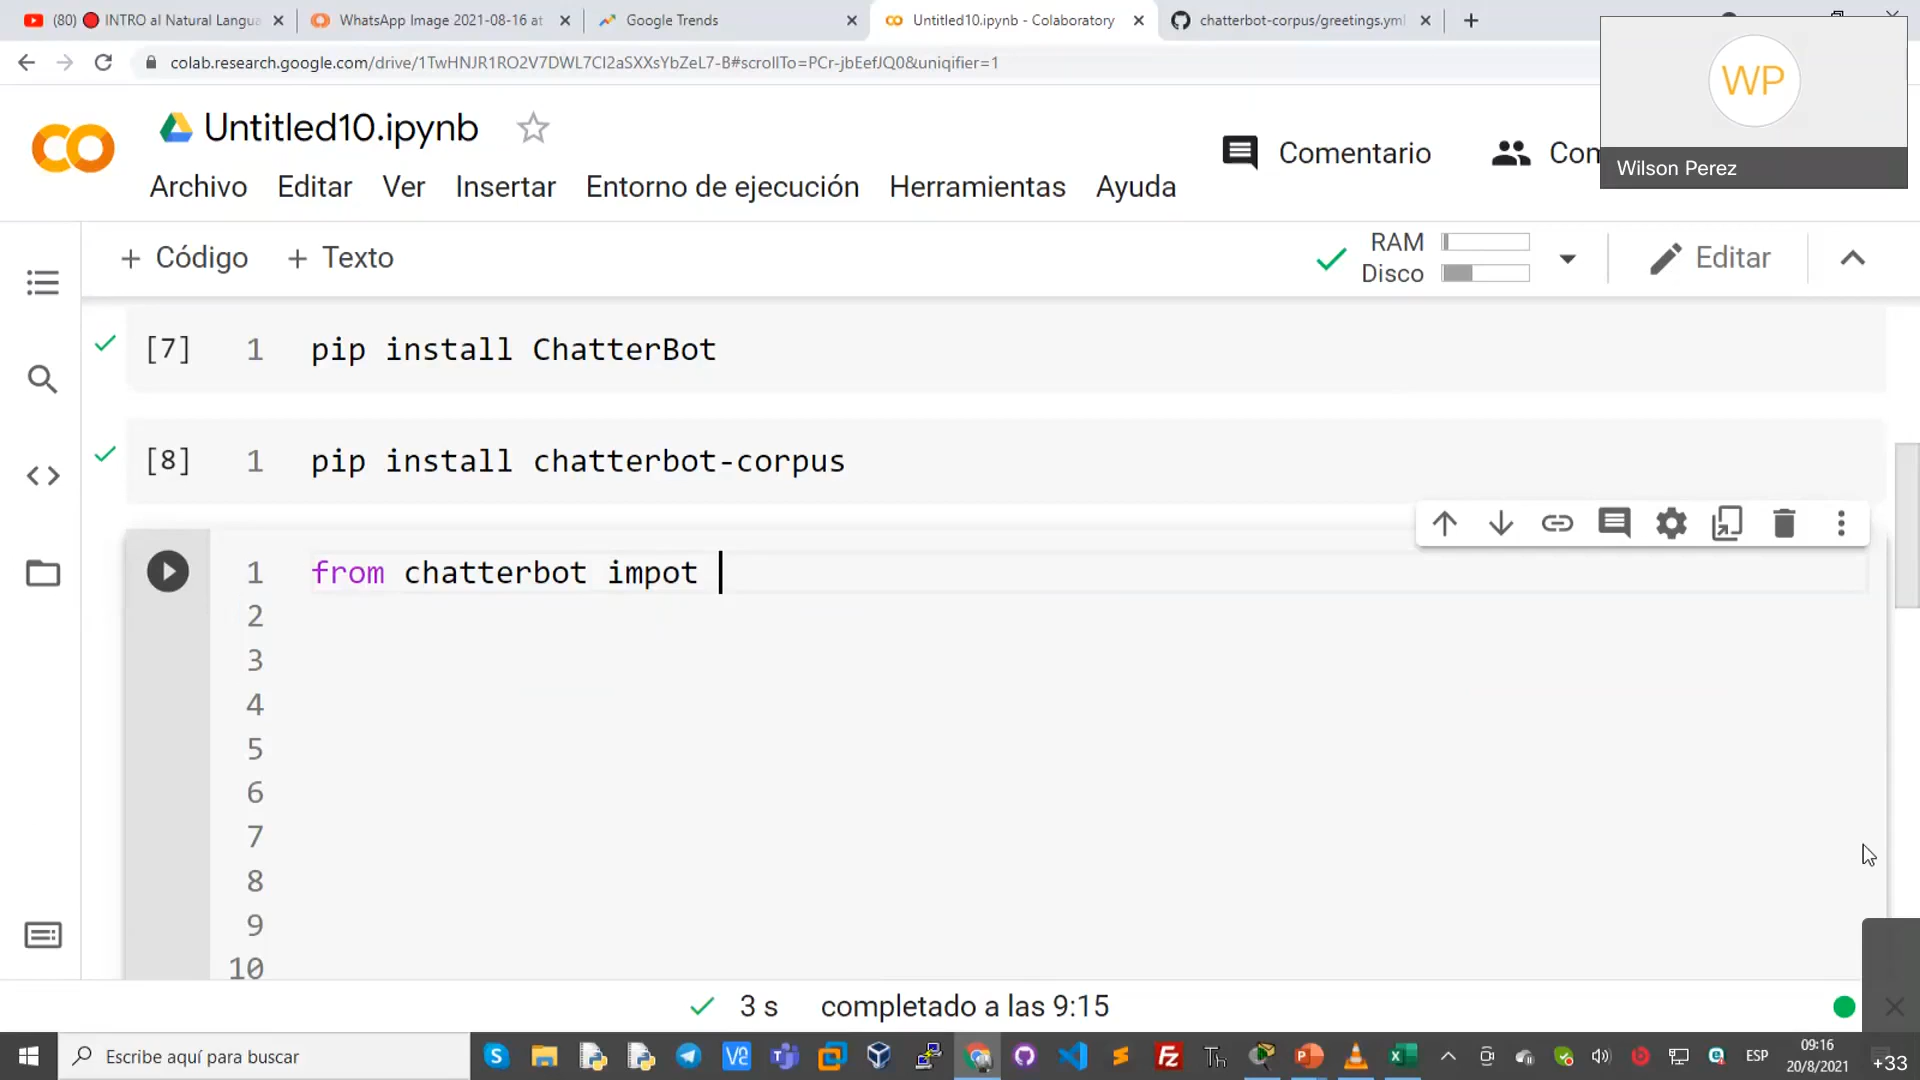 (80) 🔴 INTRO al Natural Langua
WhatsApp Image 2021-08-16 at
Google Trends
Untitled10.ipynb - Colaboratory
chatterbot-corpus/greetings.yml
colab.research.google.com/drive/1TwHNJR1RO2V7DWL7CI2aSXXsYbZeL7-B#scrollTo=PCr-jbEefJQ0&uniqifier=1
WP
Wilson Perez
Untitled10.ipynb
Comentario
Com
Archivo Editar Ver Insertar Entorno de ejecución Herramientas Ayuda
+ Código + Texto
RAM
Disco
Editar
[7] 1 pip install ChatterBot
[8] 1 pip install chatterbot-corpus
1 from chatterbot impot
2
3
4
5
6
7
8
9
10
3 s completado a las 9:15
Escribe aquí para buscar
ESP
09:16
20/8/2021
+33